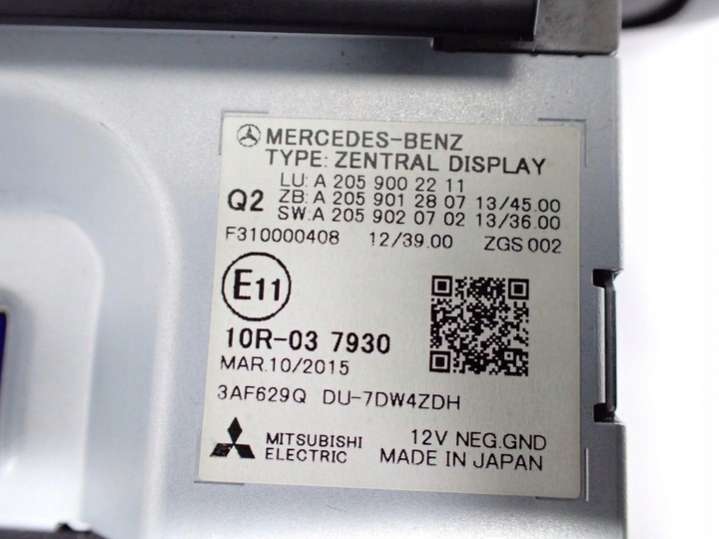 MERCEDES-BENZ
TYPE: ZENTRAL DISPLAY
LU: A 205 900 22 11
Q2 ZB: A 205 901 28 07 13/45.00
SW: A 205 902 07 02 13/36.00
F310000408 12/39.00 ZGS 002
E11
10R-03 7930
MAR.10/2015
3AF629Q DU-7DW4ZDH
MITSUBISHI ELECTRIC
12V NEG.GND
MADE IN JAPAN